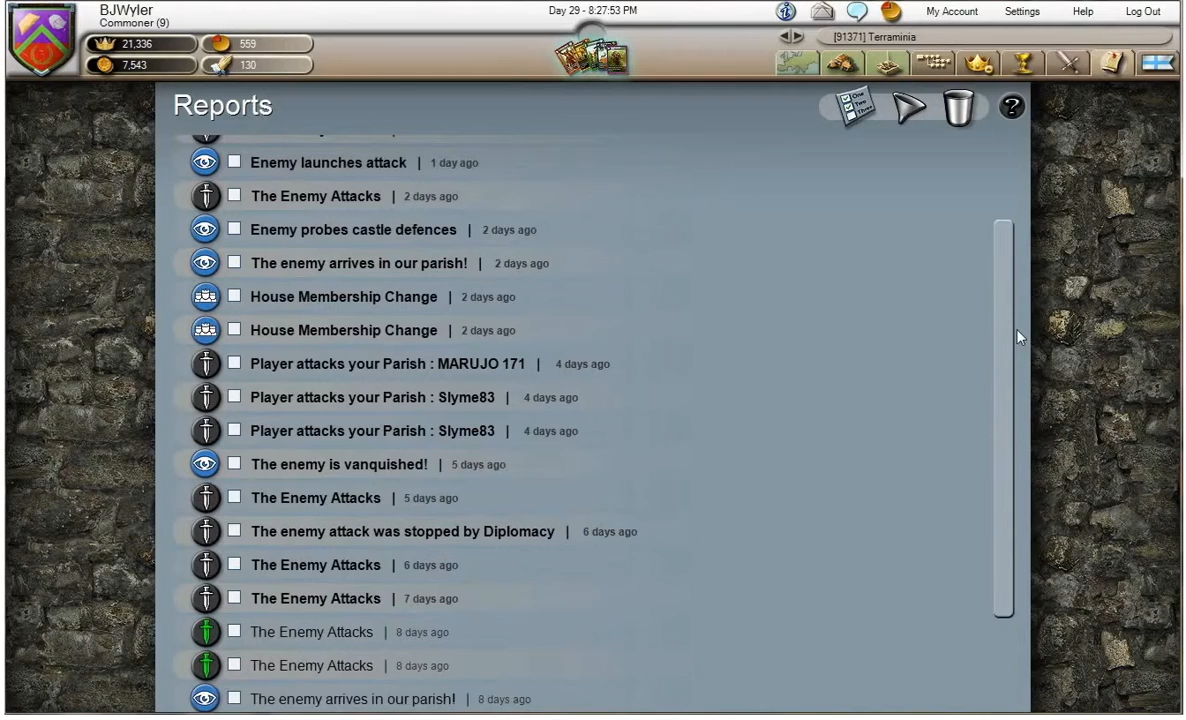 BJWyler
Commoner (9)
21,336
559
7,543
130
Day 29 - 8:27:53 PM
My Account
Settings
Help
Log Out
[91371] Terraminia
Reports
One
Two
Three
?
Enemy launches attack | 1 day ago
The Enemy Attacks | 2 days ago
Enemy probes castle defences | 2 days ago
The enemy arrives in our parish! | 2 days ago
House Membership Change | 2 days ago
House Membership Change | 2 days ago
Player attacks your Parish : MARUJO 171 | 4 days ago
Player attacks your Parish : Slyme83 | 4 days ago
Player attacks your Parish : Slyme83 | 4 days ago
The enemy is vanquished! | 5 days ago
The Enemy Attacks | 5 days ago
The enemy attack was stopped by Diplomacy | 6 days ago
The Enemy Attacks | 6 days ago
The Enemy Attacks | 7 days ago
The Enemy Attacks | 8 days ago
The Enemy Attacks | 8 days ago
The enemy arrives in our parish! | 8 days ago